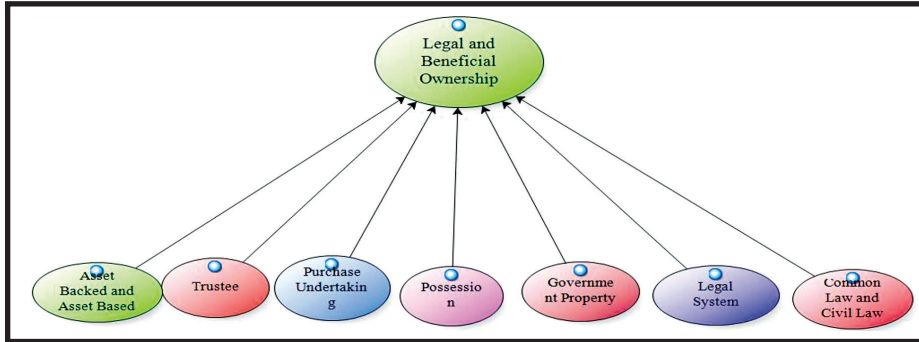 Legal and
Beneficial
Ownership
Asset
Backed and
Asset Based
Trustee
Purchase
Undertakin
g
Possessio
n
Governme
nt Property
Legal
System
Common
Law and
Civil Law